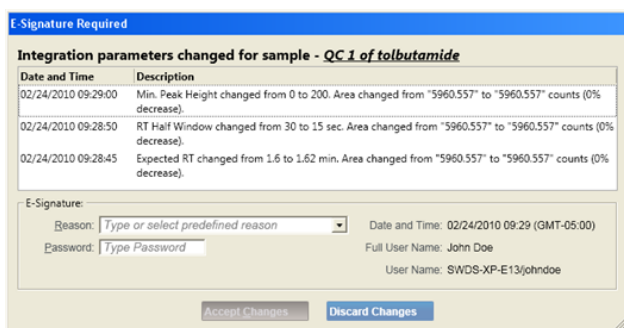 E-Signature Required
Integration parameters changed for sample - QC 1 of tolbutamide
Date and Time Description
02/24/2010 09:29:00 Min. Peak Height changed from 0 to 200. Area changed from "5960.557" to "5960.557" counts (0%
decrease).
02/24/2010 09:28:50 RT Half Window changed from 30 to 15 sec. Area changed from "5960.557" to "5960.557" counts (0%
decrease).
02/24/2010 09:28:45 Expected RT changed from 1.6 to 1.62 min. Area changed from "5960.557" to "5960.557" counts (0%
decrease).
E-Signature:
Reason: Type or select predefined reason Date and Time: 02/24/2010 09:29 (GMT-05:00)
Password: Type Password Full User Name: John Doe
User Name: SWDS-XP-E13/johndoe
Accept Changes Discard Changes